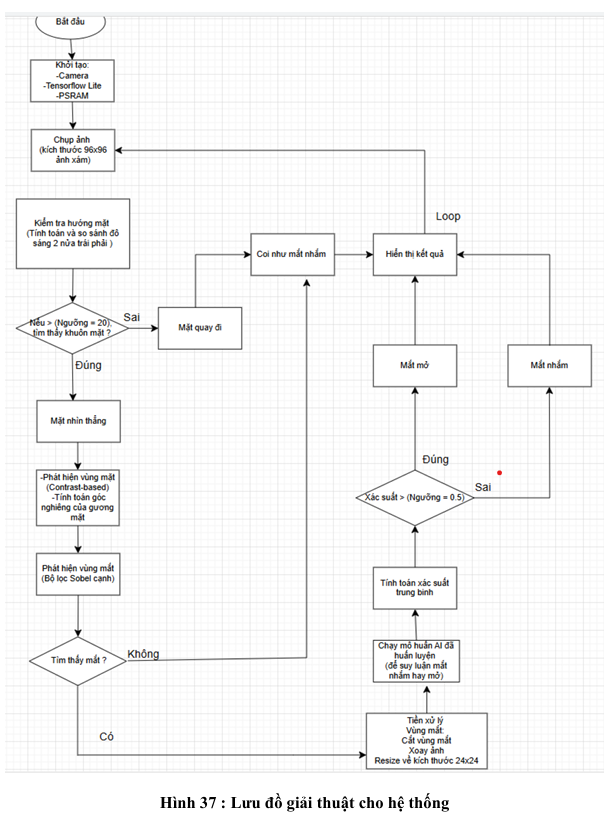 Bắt đầu
Khởi tạo:
-Camera
-Tensorflow Lite
-PSRAM
Chụp ảnh
(kích thước 96x96
ảnh xám)
Kiểm tra hướng mặt
(Tính toán và so sánh độ
sáng 2 nửa trái phải )
Nếu > (Ngưỡng = 20),
tìm thấy khuôn mặt ?
Sai
Mặt quay đi
Coi như mắt nhắm
Hiển thị kết quả
Loop
Đúng
Mặt nhìn thẳng
-Phát hiện vùng mặt
(Contrast-based)
-Tính toán góc
nghiêng của gương
mặt
Phát hiện vùng mắt
(Bộ lọc Sobel cạnh)
Tìm thấy mắt ?
Không
Có
Tiền xử lý
Vùng mắt:
Cắt vùng mắt
Xoay ảnh
Resize về kích thước 24x24
Chạy mô huấn AI đã
huấn luyện
(để suy luận mắt
nhắm hay mở)
Tính toán xác suất
trung bình
Xác suất > (Ngưỡng = 0.5)
Đúng
Sai
Mắt mở
Mắt nhắm
Hình 37 : Lưu đồ giải thuật cho hệ thống